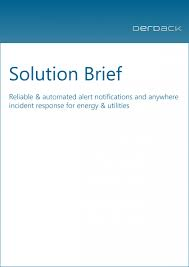 DERDACK
Solution Brief
Reliable & automated alert notifications and anywhere
incident response for energy & utilities